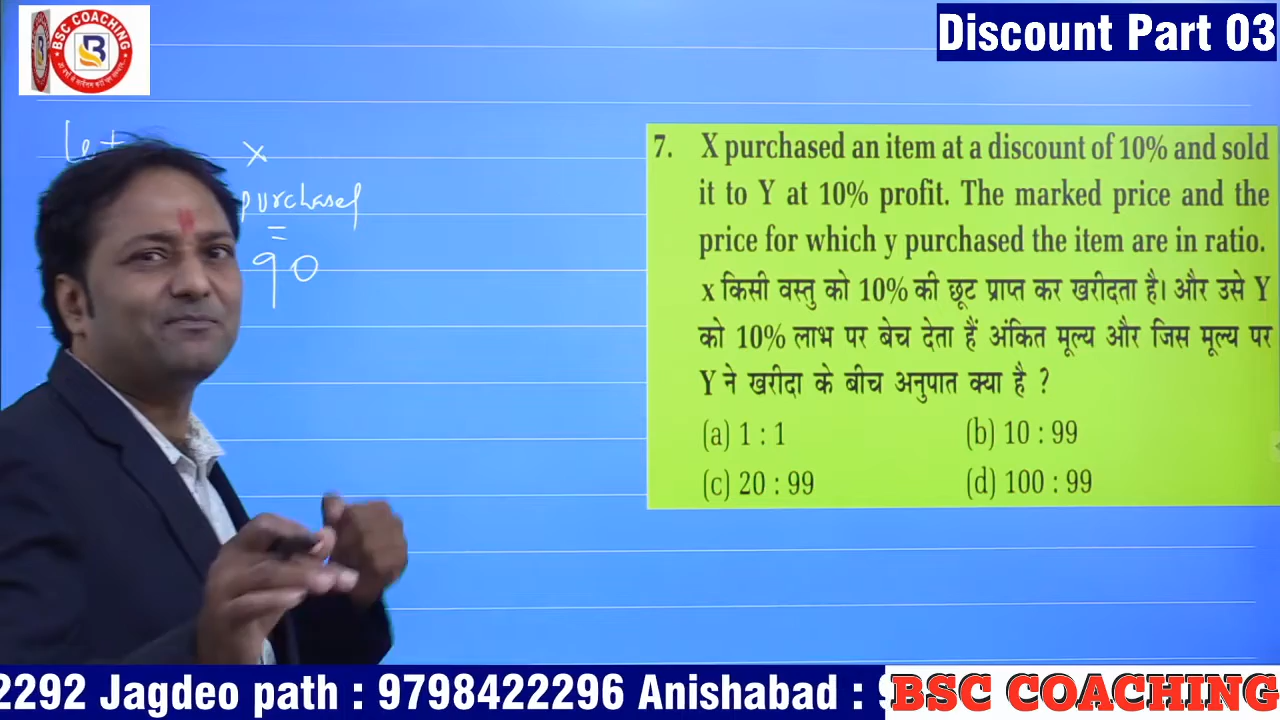 BSC COACHING
Discount Part 03
Let
x
purchased
=
90
7. X purchased an item at a discount of 10% and sold
it to Y at 10% profit. The marked price and the
price for which y purchased the item are in ratio.
x किसी वस्तु को 10% की छूट प्राप्त कर खरीदता है। और उसे Y
को 10% लाभ पर बेच देता हैं अंकित मूल्य और जिस मूल्य पर
Y ने खरीदा के बीच अनुपात क्या है ?
(a) 1 : 1 (b) 10 : 99
(c) 20 : 99 (d) 100 : 99
2292 Jagdeo path : 9798422296 Anishabad : 9
BSC COACHING